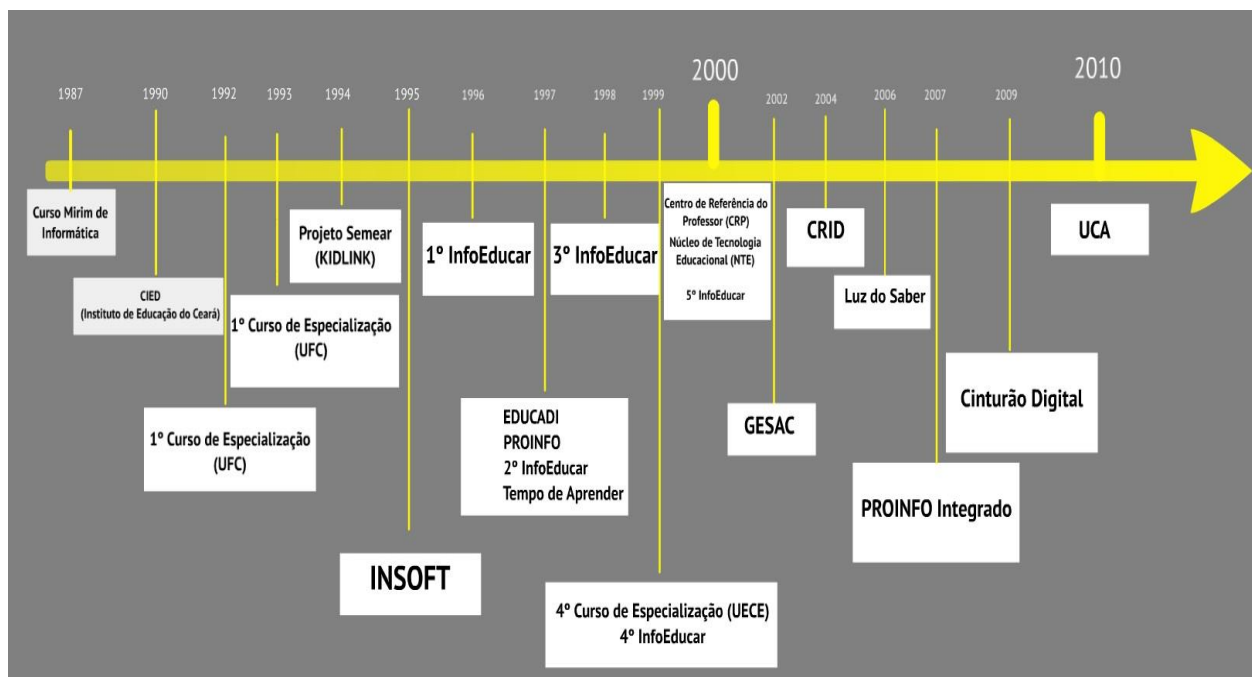 1987
1990
1992
1993
1994
1995
1996
1997
1998
1999
2000
2002
2004
2006
2007
2009
2010
Curso Mirim de
Informática
CIED
(Instituto de Educação do Ceará)
1º Curso de Especialização
(UFC)
1º Curso de Especialização
(UFC)
Projeto Semear
(KIDLINK)
INSOFT
1º InfoEducar
EDUCADI
PROINFO
2º InfoEducar
Tempo de Aprender
3º InfoEducar
4º Curso de Especialização (UECE)
4º InfoEducar
Centro de Referência do
Professor (CRP)
Núcleo de Tecnologia
Educacional (NTE)
5º InfoEducar
GESAC
CRID
Luz do Saber
PROINFO Integrado
Cinturão Digital
UCA